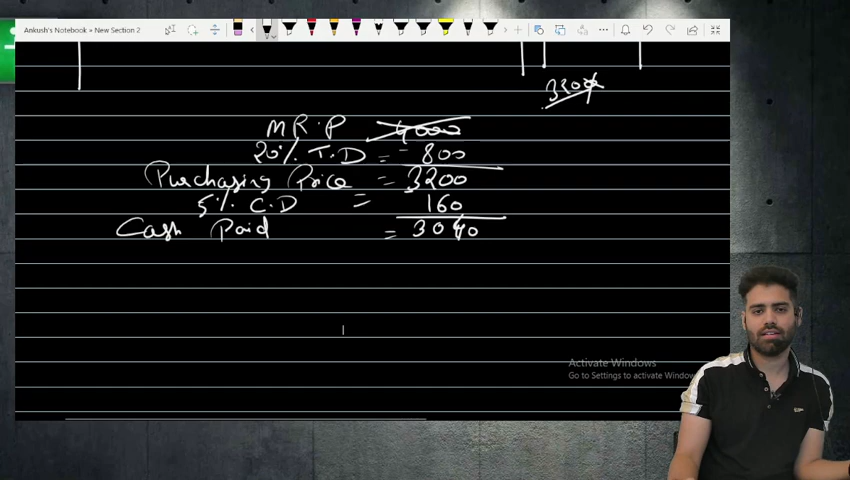 Ankush's Notebook » New Section 2
3200
M R.P 4000
20% T.D = - 800
Purchasing Price = 3200
5% C.D = 160
Cash Paid = 3040
Activate Windows
Go to Settings to activate Windows